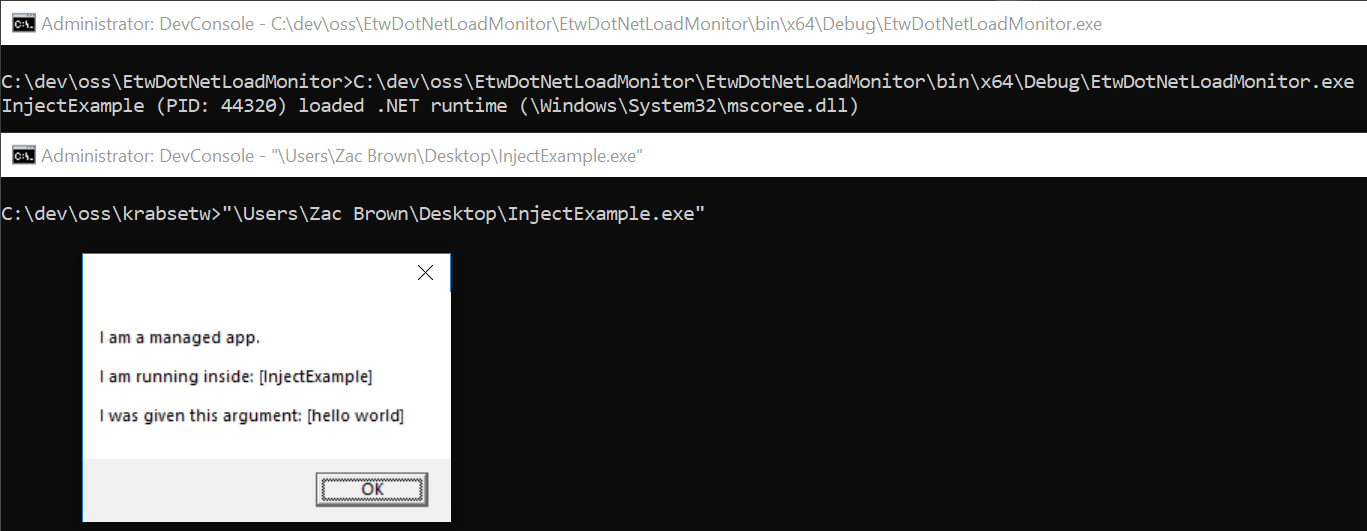 Administrator: DevConsole - C:\dev\oss\EtwDotNetLoadMonitor\EtwDotNetLoadMonitor\bin\x64\Debug\EtwDotNetLoadMonitor.exe
C:\dev\oss\EtwDotNetLoadMonitor>C:\dev\oss\EtwDotNetLoadMonitor\EtwDotNetLoadMonitor\bin\x64\Debug\EtwDotNetLoadMonitor.exe
InjectExample (PID: 44320) loaded .NET runtime (\Windows\System32\mscoree.dll)
Administrator: DevConsole - "\Users\Zac Brown\Desktop\InjectExample.exe"
C:\dev\oss\krabsetw>"\Users\Zac Brown\Desktop\InjectExample.exe"
I am a managed app.
I am running inside: [InjectExample]
I was given this argument: [hello world]
OK